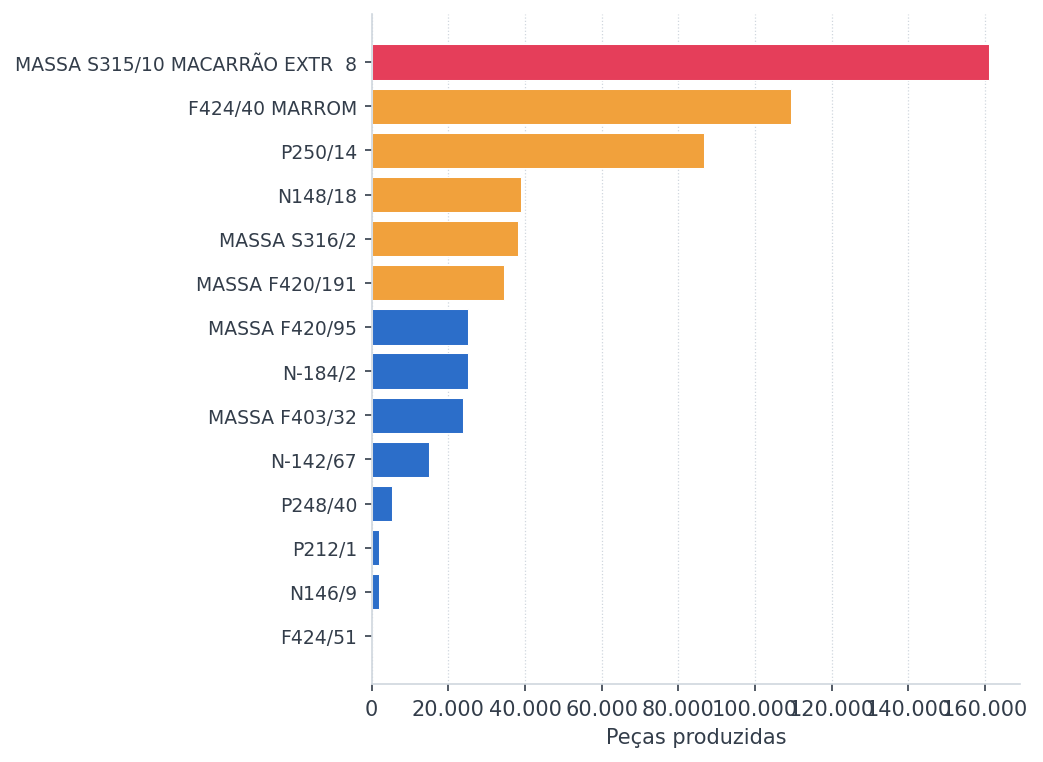 MASSA S315/10 MACARRÃO EXTR  8
F424/40 MARROM
P250/14
N148/18
MASSA S316/2
MASSA F420/191
MASSA F420/95
N-184/2
MASSA F403/32
N-142/67
P248/40
P212/1
N146/9
F424/51
0 20.000 40.000 60.000 80.000 100.000 120.000 140.000 160.000
Peças produzidas